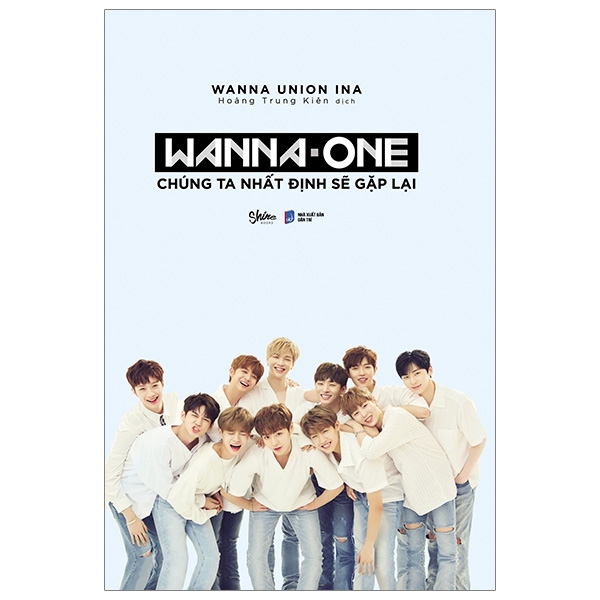 WANNA UNION INA
Hoàng Trung Kiên dịch
WANNA·ONE
CHÚNG TA NHẤT ĐỊNH SẼ GẶP LẠI
Shine
BOOKS
NHÀ XUẤT BẢN
DÂN TRÍ